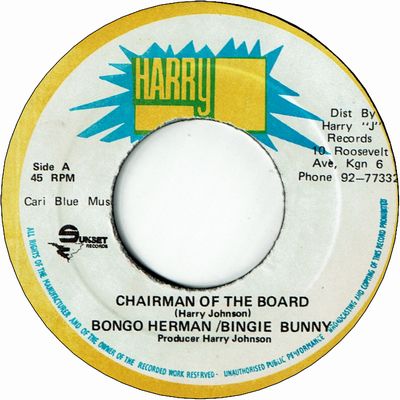 HARRY
Side A
45 RPM
Cari Blue Mus
SUNSET
RECORDS
Dist By
Harry "J"
Records
10 Roosevelt
Ave, Kgn 6
Phone 92-77332
CHAIRMAN OF THE BOARD
(Harry Johnson)
BONGO HERMAN /BINGIE BUNNY
Producer Harry Johnson
ALL RIGHTS OF THE MANUFACTURER AND OF THE OWNER OF THE RECORDED WORK RESERVED - UNAUTHORISED PUBLIC PERFORMANCE BROADCASTING AND COPYING OF THIS RECORD PROHIBITED